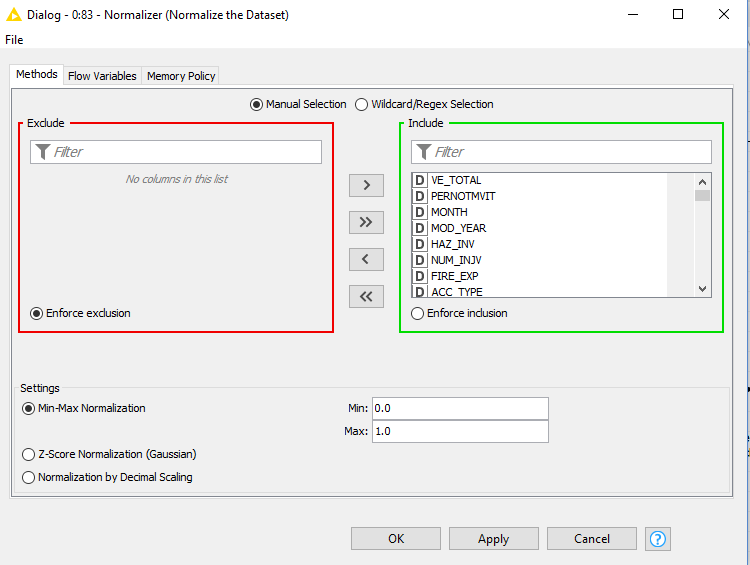 Dialog - 0:83 - Normalizer (Normalize the Dataset)
File
Methods Flow Variables Memory Policy
Manual Selection Wildcard/Regex Selection
Exclude
Filter
No columns in this list
Enforce exclusion
>
>>
<
<<
Include
Filter
D VE_TOTAL
D PERNOTMVIT
D MONTH
D MOD_YEAR
D HAZ_INV
D NUM_INJV
D FIRE_EXP
D ACC_TYPE
Enforce inclusion
Settings
Min-Max Normalization Min: 0.0
Max: 1.0
Z-Score Normalization (Gaussian)
Normalization by Decimal Scaling
OK Apply Cancel ?